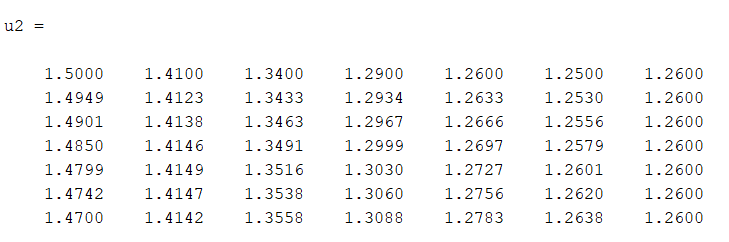 u2 =
1.5000 1.4100 1.3400 1.2900 1.2600 1.2500 1.2600
1.4949 1.4123 1.3433 1.2934 1.2633 1.2530 1.2600
1.4901 1.4138 1.3463 1.2967 1.2666 1.2556 1.2600
1.4850 1.4146 1.3491 1.2999 1.2697 1.2579 1.2600
1.4799 1.4149 1.3516 1.3030 1.2727 1.2601 1.2600
1.4742 1.4147 1.3538 1.3060 1.2756 1.2620 1.2600
1.4700 1.4142 1.3558 1.3088 1.2783 1.2638 1.2600